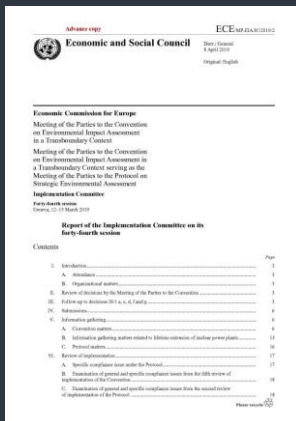 Advance copy
ECE/MP.EIA/IC/2019/2
Economic and Social Council
Distr.: General
9 April 2019
Original: English
Economic Commission for Europe
Meeting of the Parties to the Convention
on Environmental Impact Assessment
in a Transboundary Context
Meeting of the Parties to the Convention
on Environmental Impact Assessment in
a Transboundary Context serving as the
Meeting of the Parties to the Protocol on
Strategic Environmental Assessment
Implementation Committee
Forty-fourth session
Geneva, 12–15 March 2019
Report of the Implementation Committee on its
forty-fourth session
Contents
Page
I. Introduction 3
A. Attendance 3
B. Organizational matters 3
II. Review of decisions by the Meeting of the Parties to the Convention 3
III. Follow-up to decisions IS/1 a, e, d, f and g 3
IV. Submissions 6
V. Information gathering 6
A. Convention matters 6
B. Information gathering matters related to lifetime extension of nuclear power plants 15
C. Protocol matters 16
VI. Review of implementation 17
A. Specific compliance issue under the Protocol 17
B. Examination of general and specific compliance issues from the fifth review of
implementation of the Convention 18
C. Examination of general and specific compliance issues from the second review
of implementation of the Protocol 18
Please recycle